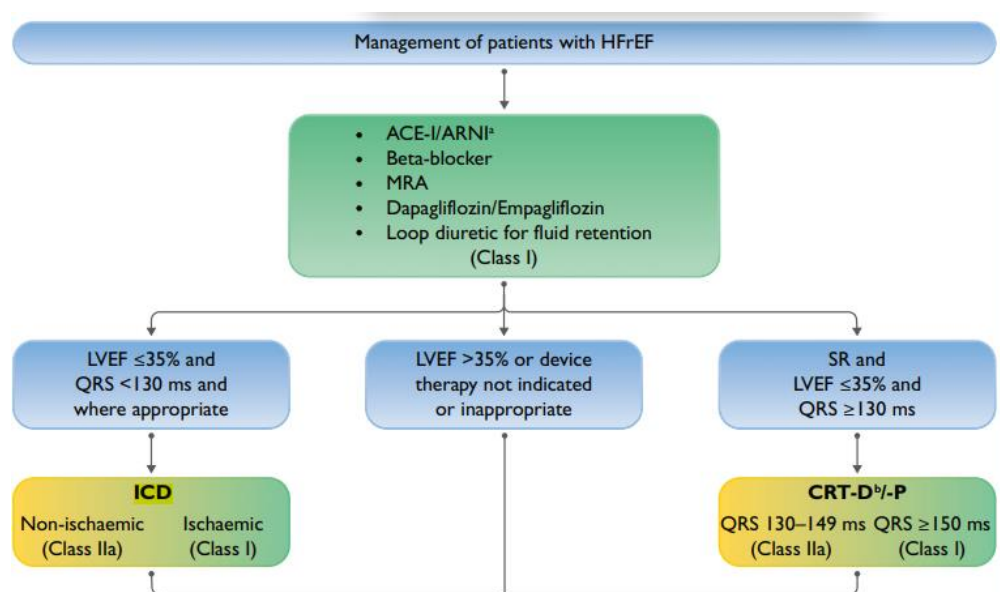 Management of patients with HFrEF
• ACE-I/ARNIᵃ
• Beta-blocker
• MRA
• Dapagliflozin/Empagliflozin
• Loop diuretic for fluid retention
(Class I)
LVEF ≤35% and
QRS <130 ms and
where appropriate
LVEF >35% or device
therapy not indicated
or inappropriate
SR and
LVEF ≤35% and
QRS ≥130 ms
ICD
Non-ischaemic
(Class IIa)
Ischaemic
(Class I)
CRT-Dᵇ/-P
QRS 130–149 ms
(Class IIa)
QRS ≥150 ms
(Class I)